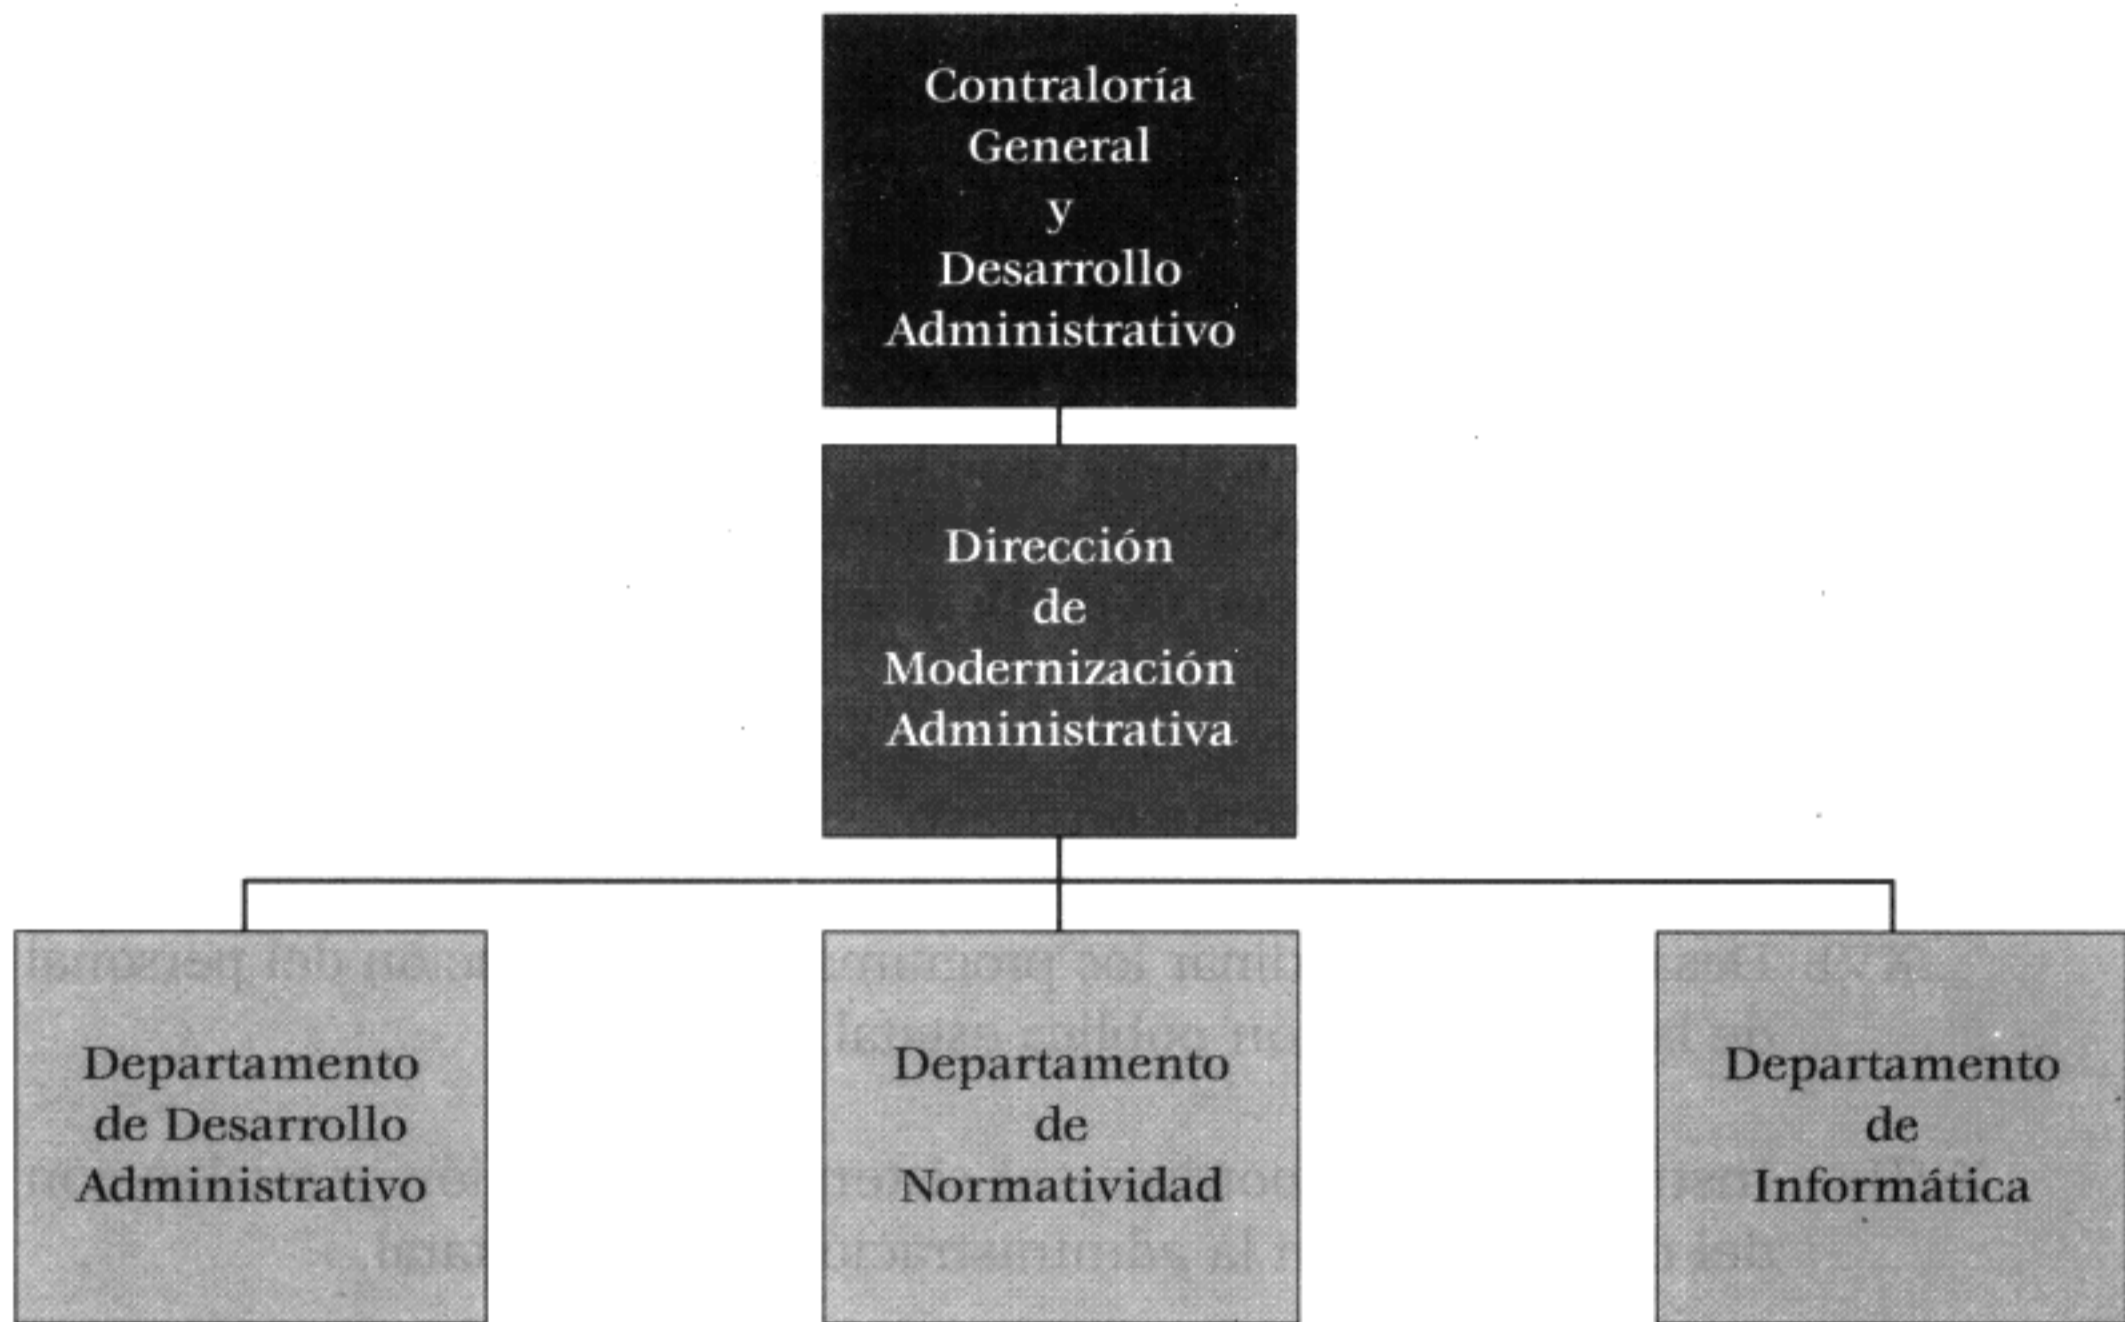 Contraloría
General
y
Desarrollo
Administrativo
Dirección
de
Modernización
Administrativa
Departamento
de Desarrollo
Administrativo
Departamento
de
Normatividad
Departamento
de
Informática